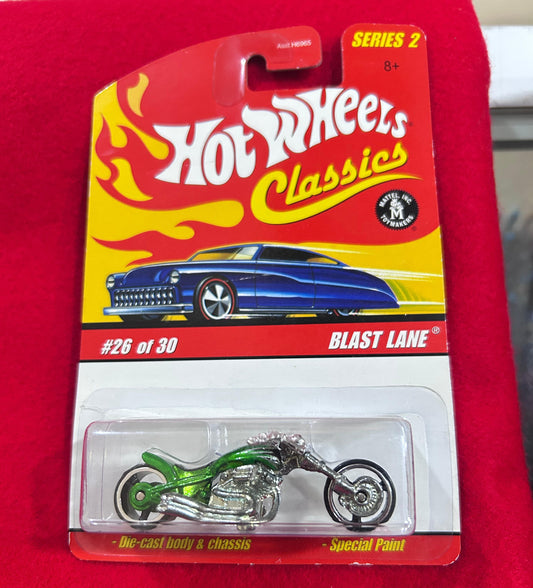 Asst.H6965
SERIES 2
8+
HOT WHEELS
Classics
MATTEL, INC.
M
TOYMAKERS
#26 of 30
BLAST LANE®
- Die-cast body & chassis
- Special Paint